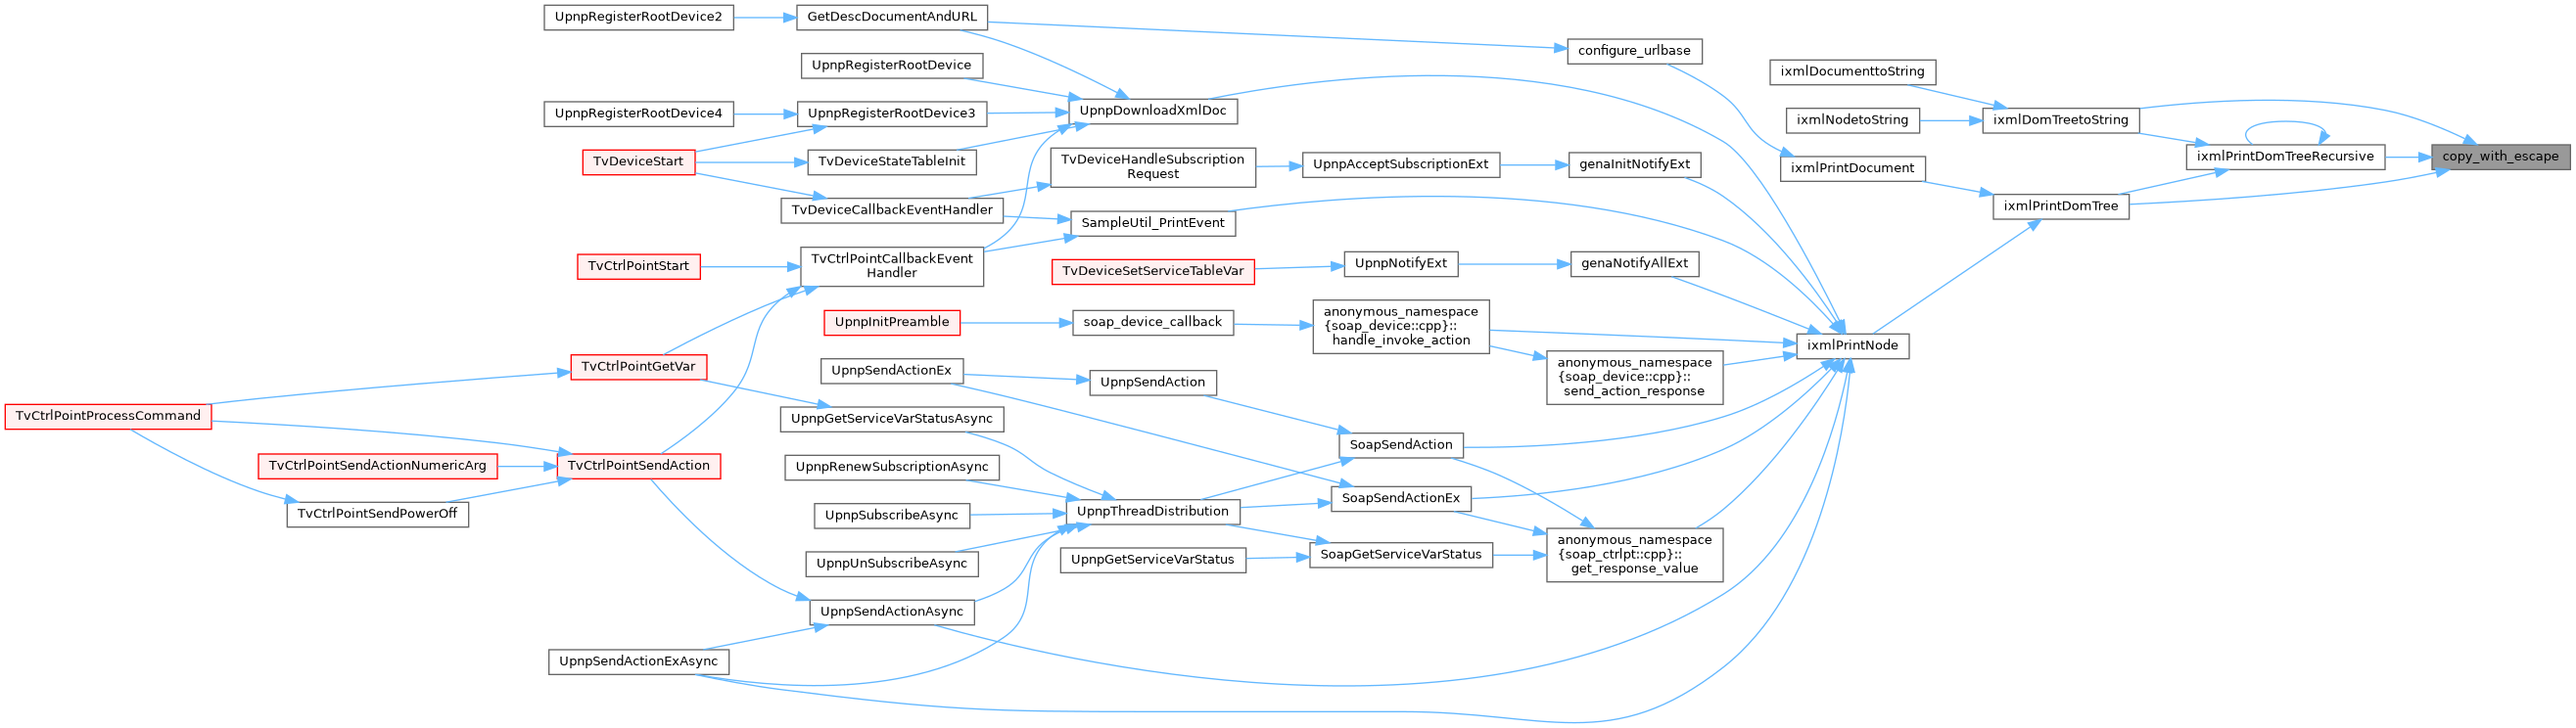 UpnpRegisterRootDevice2
GetDescDocumentAndURL
configure_urlbase
UpnpRegisterRootDevice
ixmlDocumenttoString
UpnpDownloadXmlDoc
UpnpRegisterRootDevice4
UpnpRegisterRootDevice3
ixmlNodetoString
ixmlDomTreetoString
TvDeviceStart
TvDeviceStateTableInit
TvDeviceHandleSubscription
Request
UpnpAcceptSubscriptionExt
genaInitNotifyExt
ixmlPrintDocument
ixmlPrintDomTreeRecursive
copy_with_escape
TvDeviceCallbackEventHandler
SampleUtil_PrintEvent
ixmlPrintDomTree
TvCtrlPointStart
TvCtrlPointCallbackEvent
Handler
TvDeviceSetServiceTableVar
UpnpNotifyExt
genaNotifyAllExt
UpnpInitPreamble
soap_device_callback
anonymous_namespace
{soap_device::cpp}::
handle_invoke_action
ixmlPrintNode
TvCtrlPointGetVar
UpnpSendActionEx
UpnpSendAction
anonymous_namespace
{soap_device::cpp}::
send_action_response
TvCtrlPointProcessCommand
UpnpGetServiceVarStatusAsync
SoapSendAction
TvCtrlPointSendActionNumericArg
TvCtrlPointSendAction
UpnpRenewSubscriptionAsync
SoapSendActionEx
TvCtrlPointSendPowerOff
UpnpSubscribeAsync
UpnpThreadDistribution
UpnpUnSubscribeAsync
UpnpGetServiceVarStatus
SoapGetServiceVarStatus
anonymous_namespace
{soap_ctrlpt::cpp}::
get_response_value
UpnpSendActionAsync
UpnpSendActionExAsync